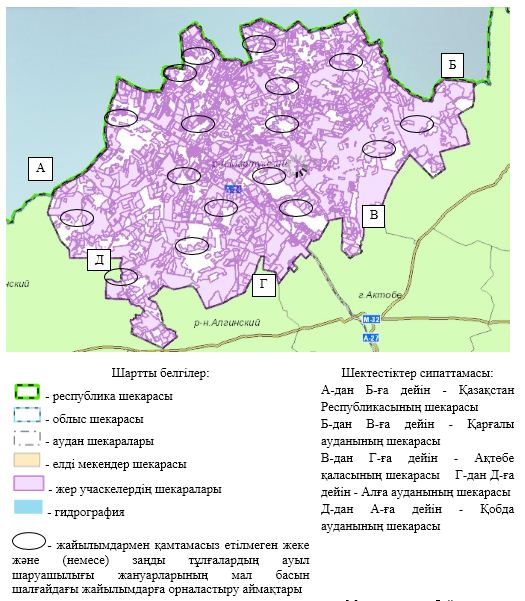 Б
А
А-27
В
Д
нский
Г
г.Актобе
М-32
р-н.Алгинский
А-27
Шартты белгілер:
- республика шекарасы
- облыс шекарасы
- аудан шекаралары
- елді мекендер шекарасы
- жер учаскелердің шекаралары
- гидрография
- жайылымдармен қамтамасыз етілмеген жеке
және (немесе) заңды тұлғалардың ауыл
шаруашылығы жануарларының мал басын
шалғайдағы жайылымдарға орналастыру аймақтары
Шектестіктер сипаттамасы:
А-дан Б-ға дейін - Қазақстан
Республикасының шекарасы
Б-дан В-ға дейін - Қарғалы
ауданының шекарасы
В-дан Г-ға дейін - Ақтөбе
қаласының шекарасы Г-дан Д-ға
дейін - Алға ауданының шекарасы
Д-дан А-ға дейін - Қобда
ауданының шекарасы